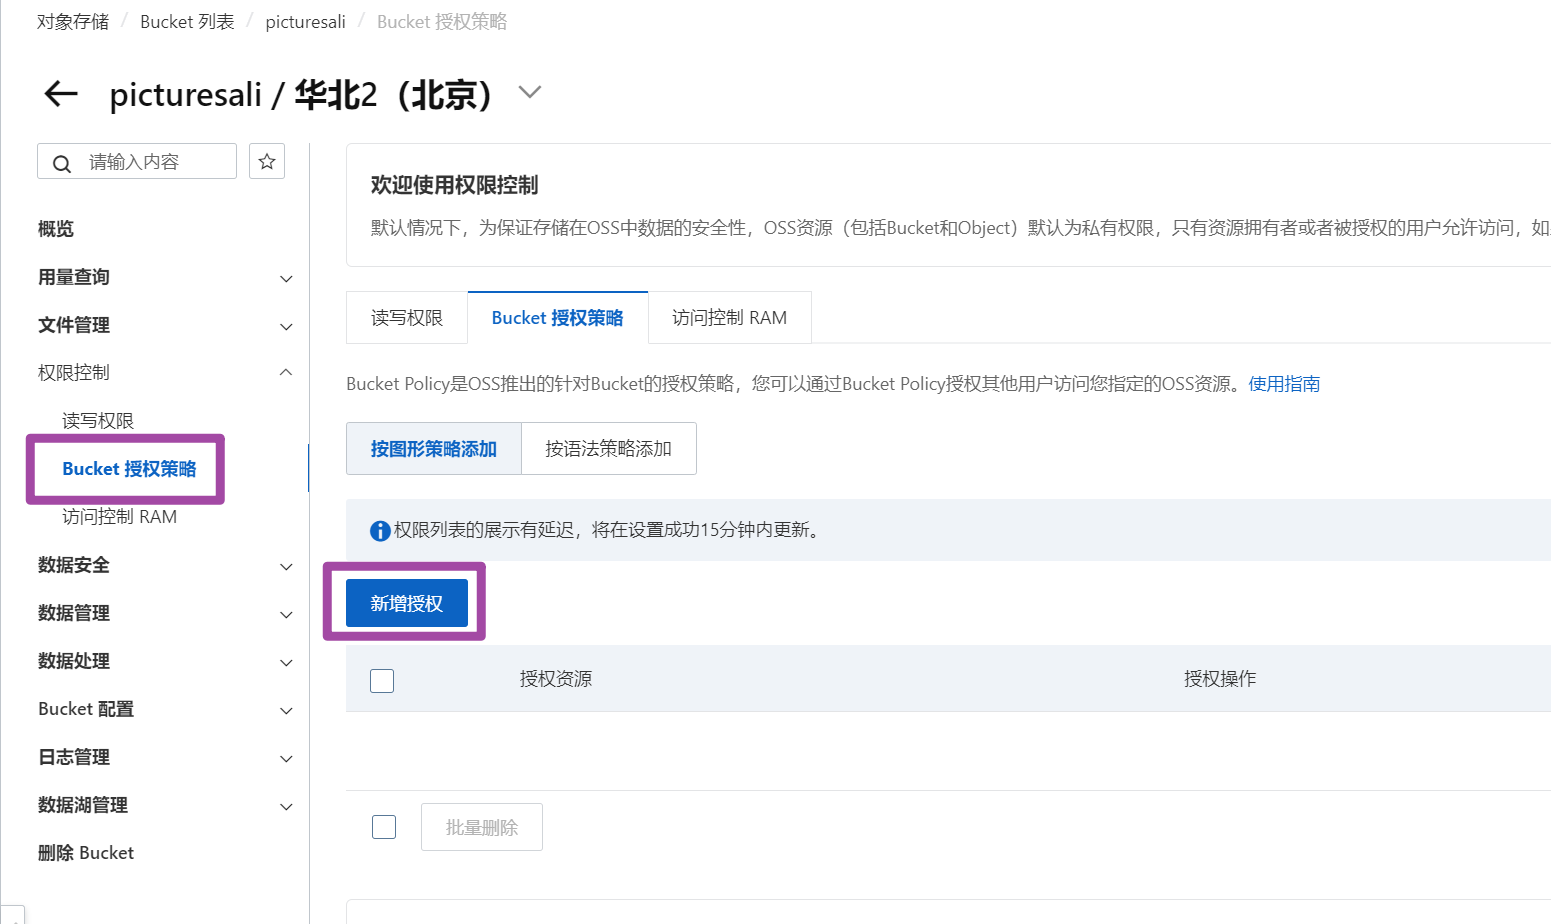 对象存储 / Bucket 列表 / picturesali / Bucket 授权策略
picturesali / 华北2（北京）
请输入内容
概览
用量查询
文件管理
权限控制
读写权限
Bucket 授权策略
访问控制 RAM
数据安全
数据管理
数据处理
Bucket 配置
日志管理
数据湖管理
删除 Bucket
欢迎使用权限控制
默认情况下，为保证存储在OSS中数据的安全性，OSS资源（包括Bucket和Object）默认为私有权限，只有资源拥有者或者被授权的用户允许访问，如
读写权限 Bucket 授权策略 访问控制 RAM
Bucket Policy是OSS推出的针对Bucket的授权策略，您可以通过Bucket Policy授权其他用户访问您指定的OSS资源。使用指南
按图形策略添加 按语法策略添加
权限列表的展示有延迟，将在设置成功15分钟内更新。
新增授权
授权资源 授权操作
批量删除